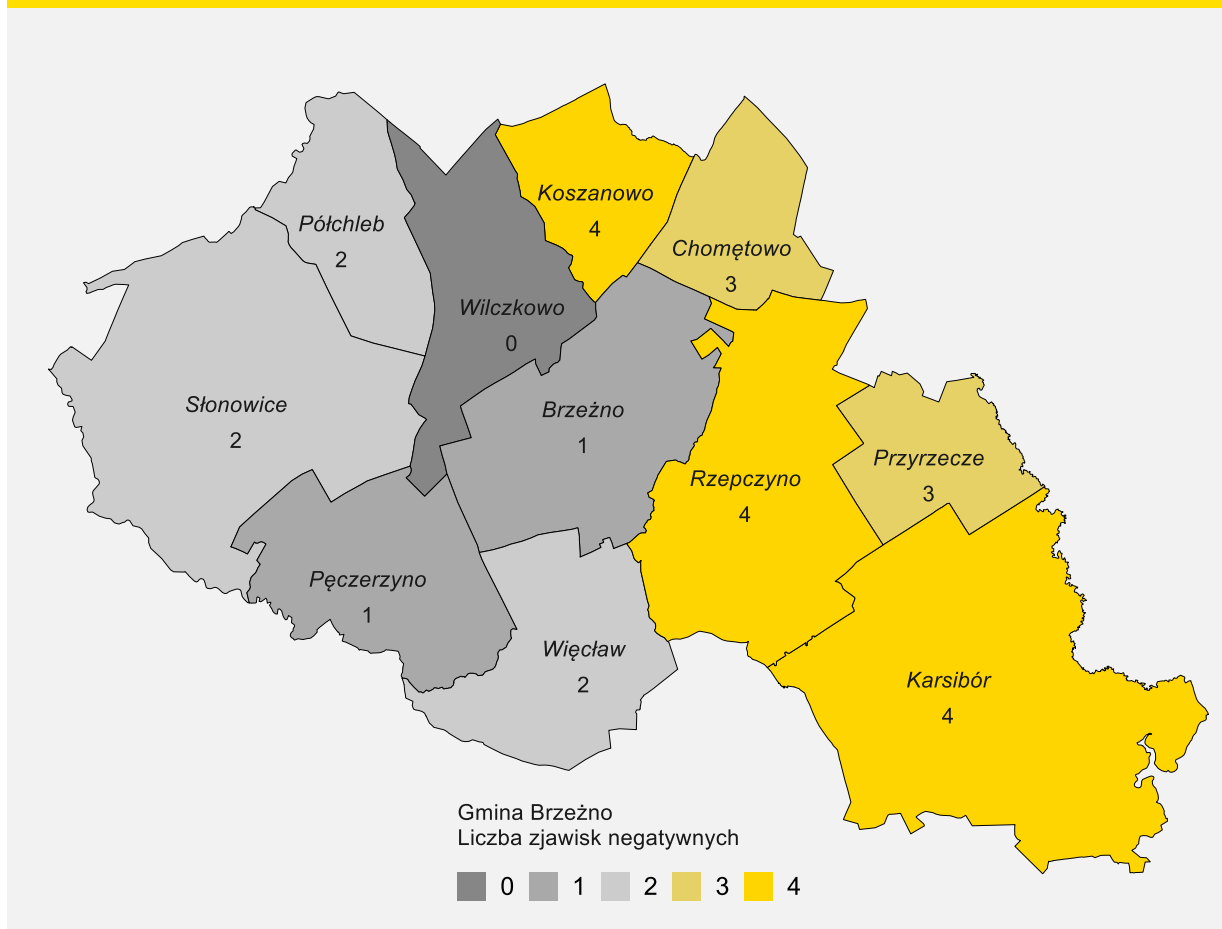 Koszanowo
4
Półchleb
2
Chomętowo
3
Wilczkowo
0
Słonowice
2
Brzeżno
1
Przyrzecze
3
Rzepczyno
4
Pęczerzyno
1
Więcław
2
Karsibór
4
Gmina Brzeżno
Liczba zjawisk negatywnych
0 1 2 3 4